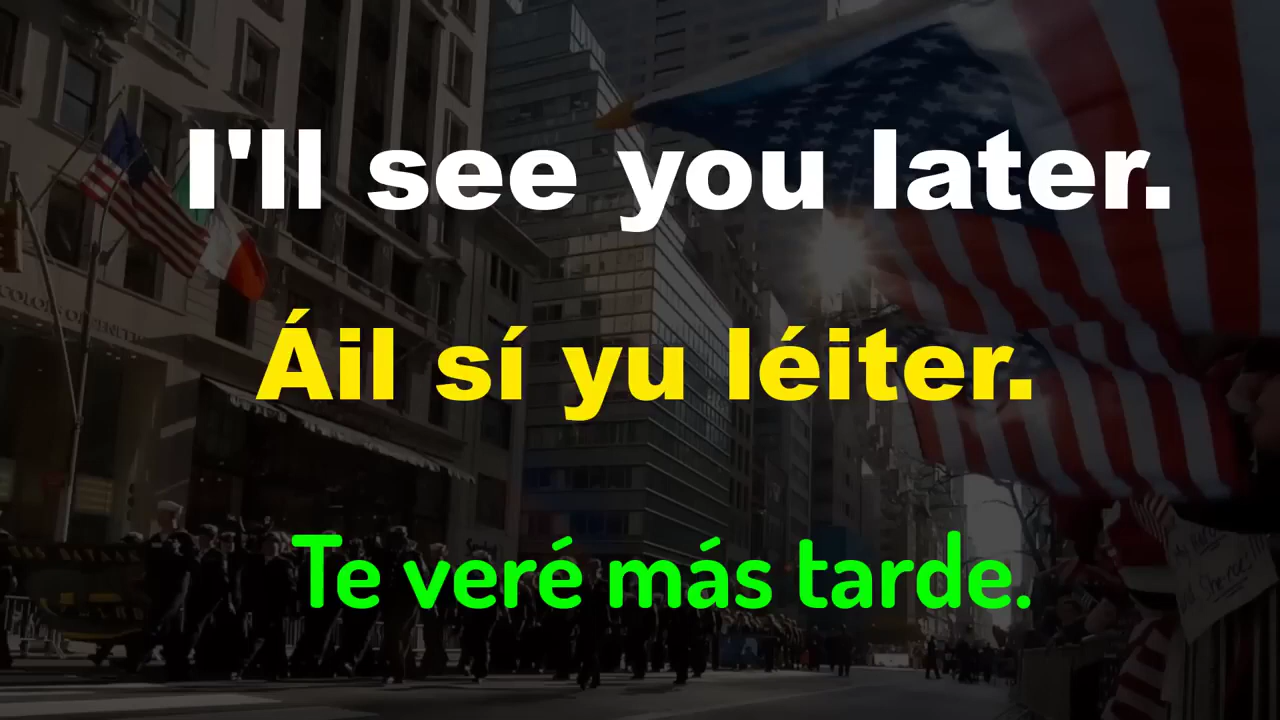 I'll see you later.
Áil sí yu léiter.
Te veré más tarde.